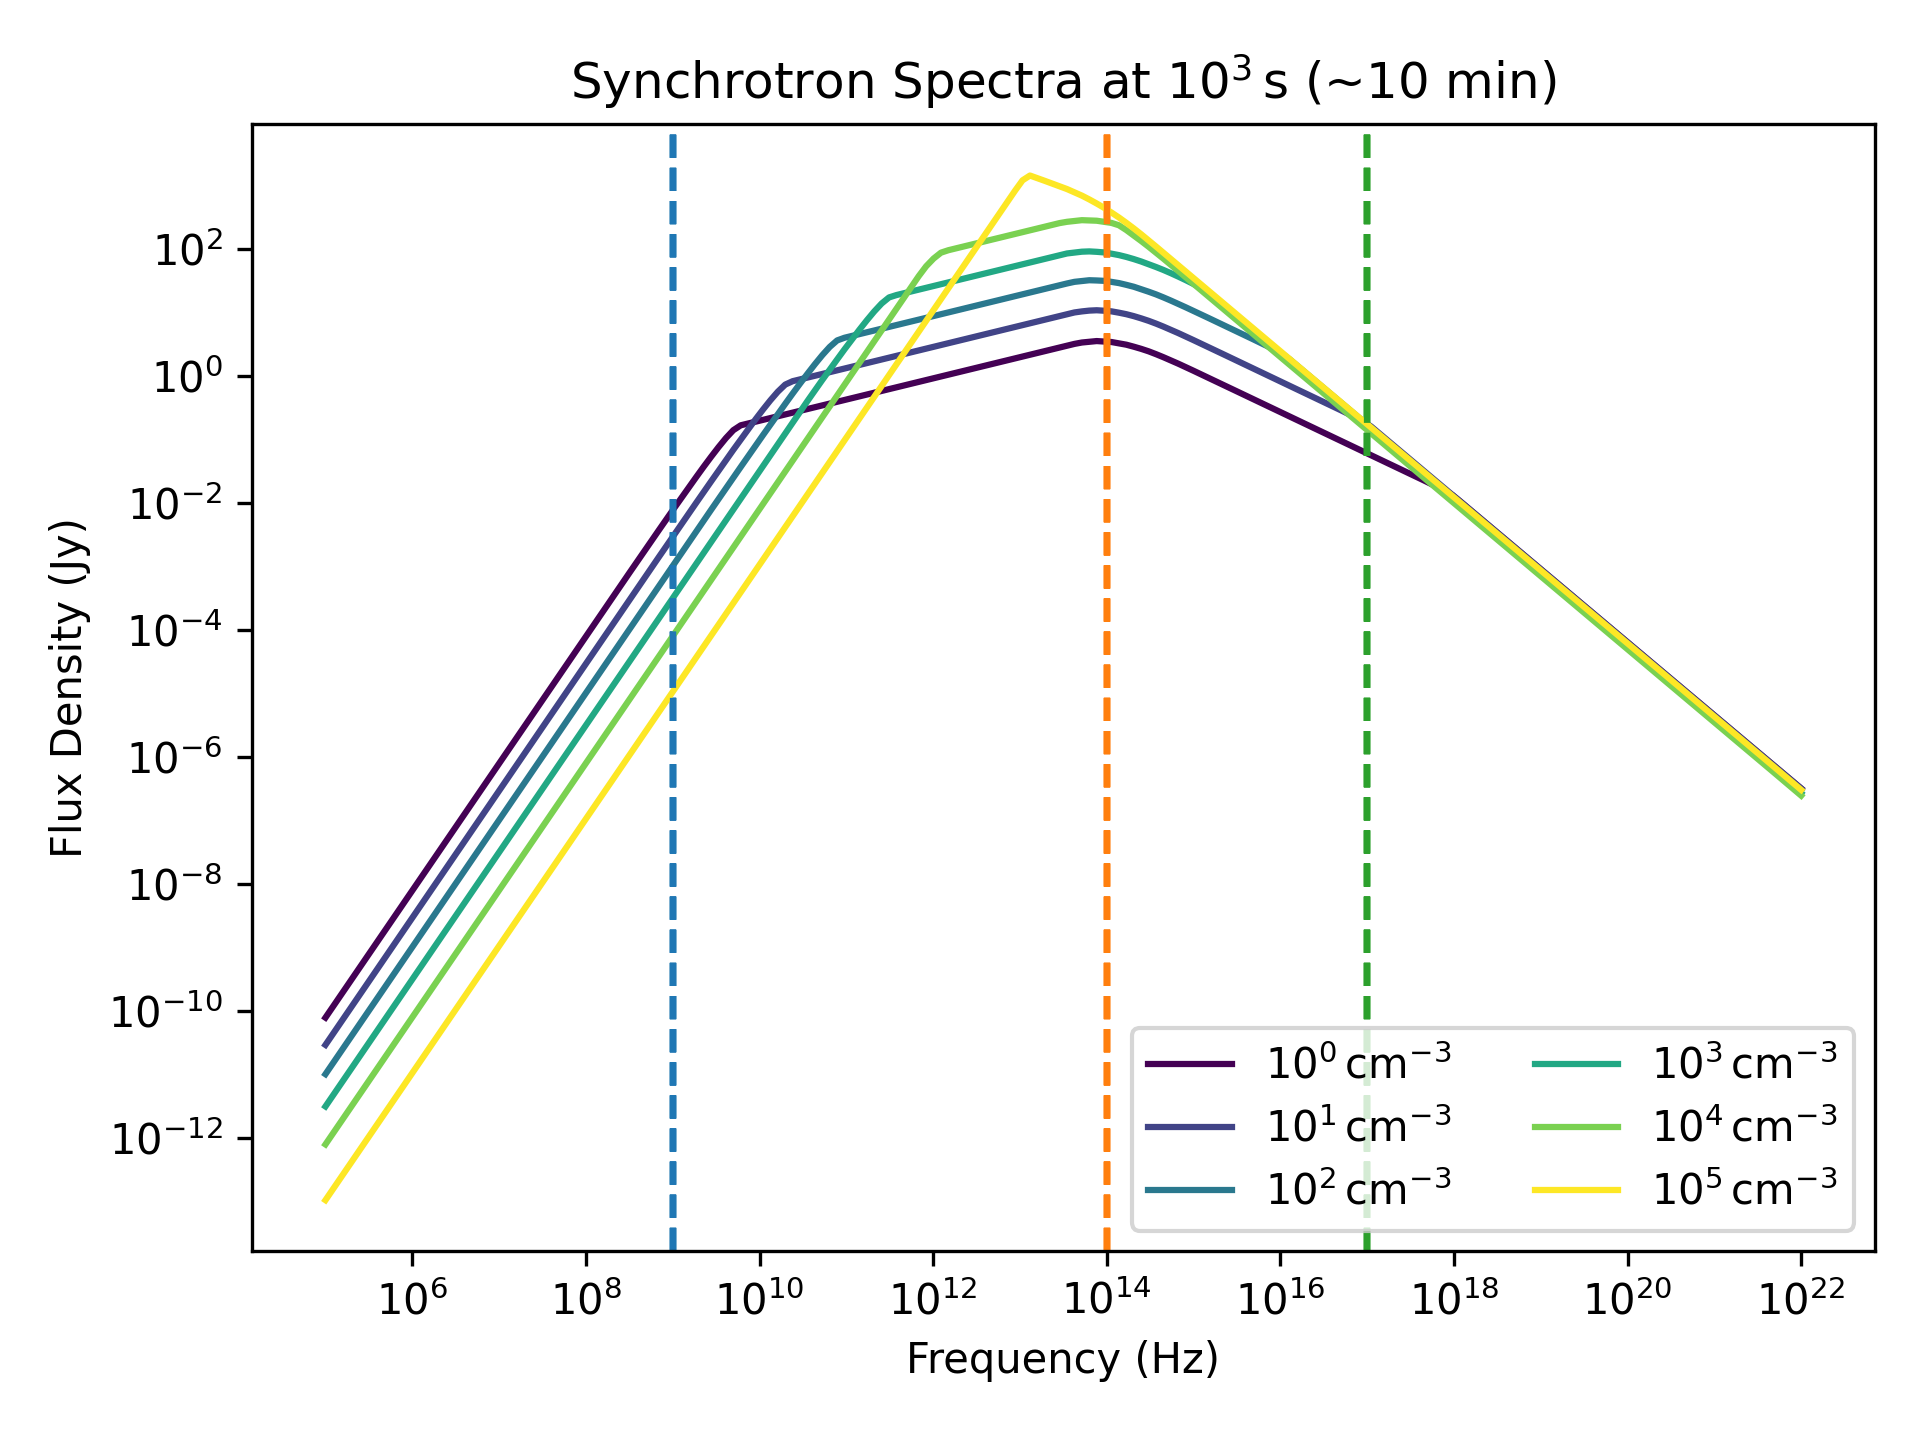 Synchrotron Spectra at 10³ s (~10 min)
Flux Density (Jy)
10²
10⁰
10⁻²
10⁻⁴
10⁻⁶
10⁻⁸
10⁻¹⁰
10⁻¹²
10⁰ cm⁻³
10¹ cm⁻³
10² cm⁻³
10³ cm⁻³
10⁴ cm⁻³
10⁵ cm⁻³
10⁶ 10⁸ 10¹⁰ 10¹² 10¹⁴ 10¹⁶ 10¹⁸ 10²⁰ 10²²
Frequency (Hz)